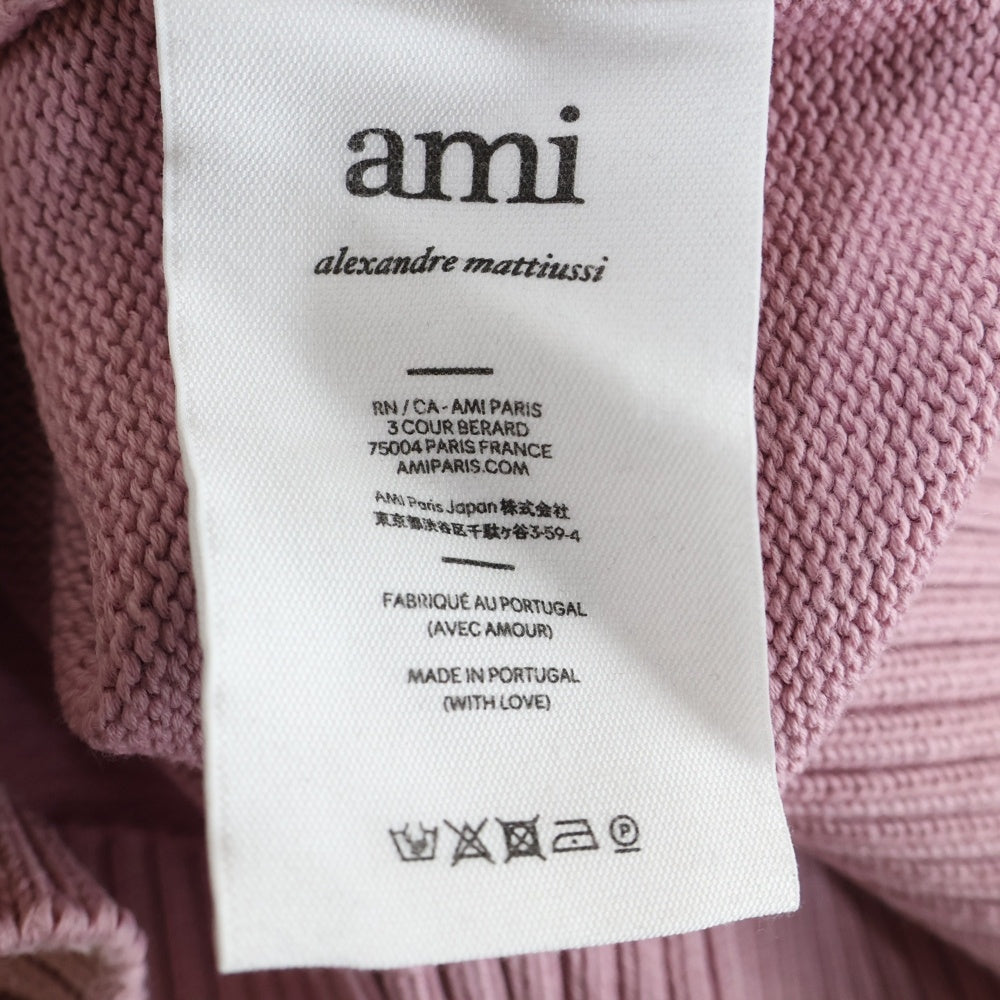 ami
alexandre mattiussi
RN / CA - AMI PARIS
3 COUR BERARD
75004 PARIS FRANCE
AMIPARIS.COM
AMI Paris Japan 株式会社
東京都渋谷区千駄ヶ谷3-59-4
FABRIQUÉ AU PORTUGAL
(AVEC AMOUR)
MADE IN PORTUGAL
(WITH LOVE)
P